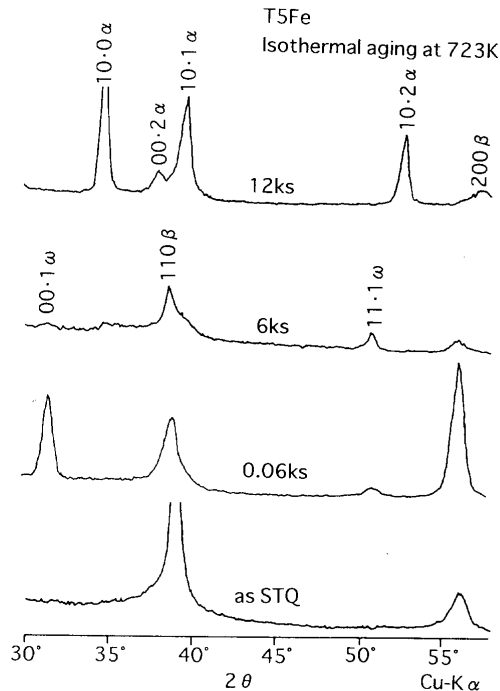 T5Fe
Isothermal aging at 723K
10·0α
00·2α
10·1α
10·2α
200β
12ks
00·1ω
110β
11·1ω
6ks
0.06ks
as STQ
30° 35° 40° 45° 50° 55°
2θ Cu-Kα